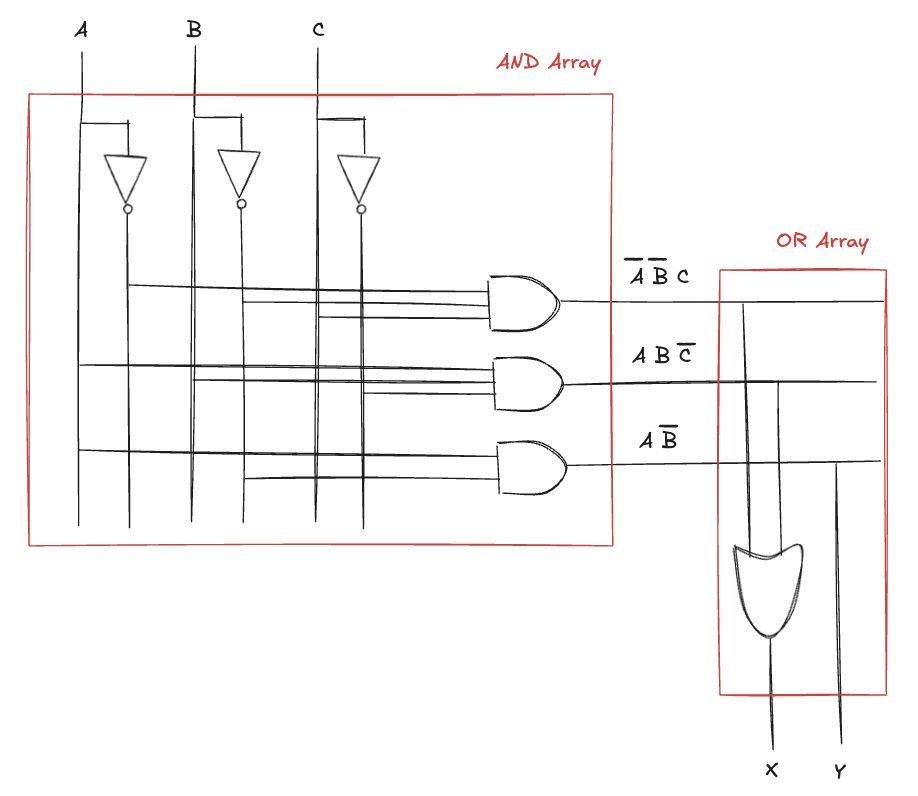 A B C
AND Array
OR Array
A̅ B̅ C
A B C̅
A B̅
X Y